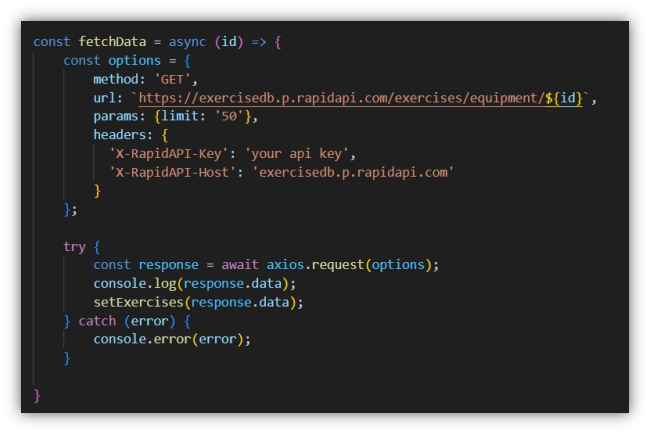 const fetchData = async (id) => {
    const options = {
        method: 'GET',
        url: `https://exercisedb.p.rapidapi.com/exercises/equipment/${id}`,
        params: {limit: '50'},
        headers: {
          'X-RapidAPI-Key': 'your api key',
          'X-RapidAPI-Host': 'exercisedb.p.rapidapi.com'
        }
    };

    try {
        const response = await axios.request(options);
        console.log(response.data);
        setExercises(response.data);
    } catch (error) {
        console.error(error);
    }

}